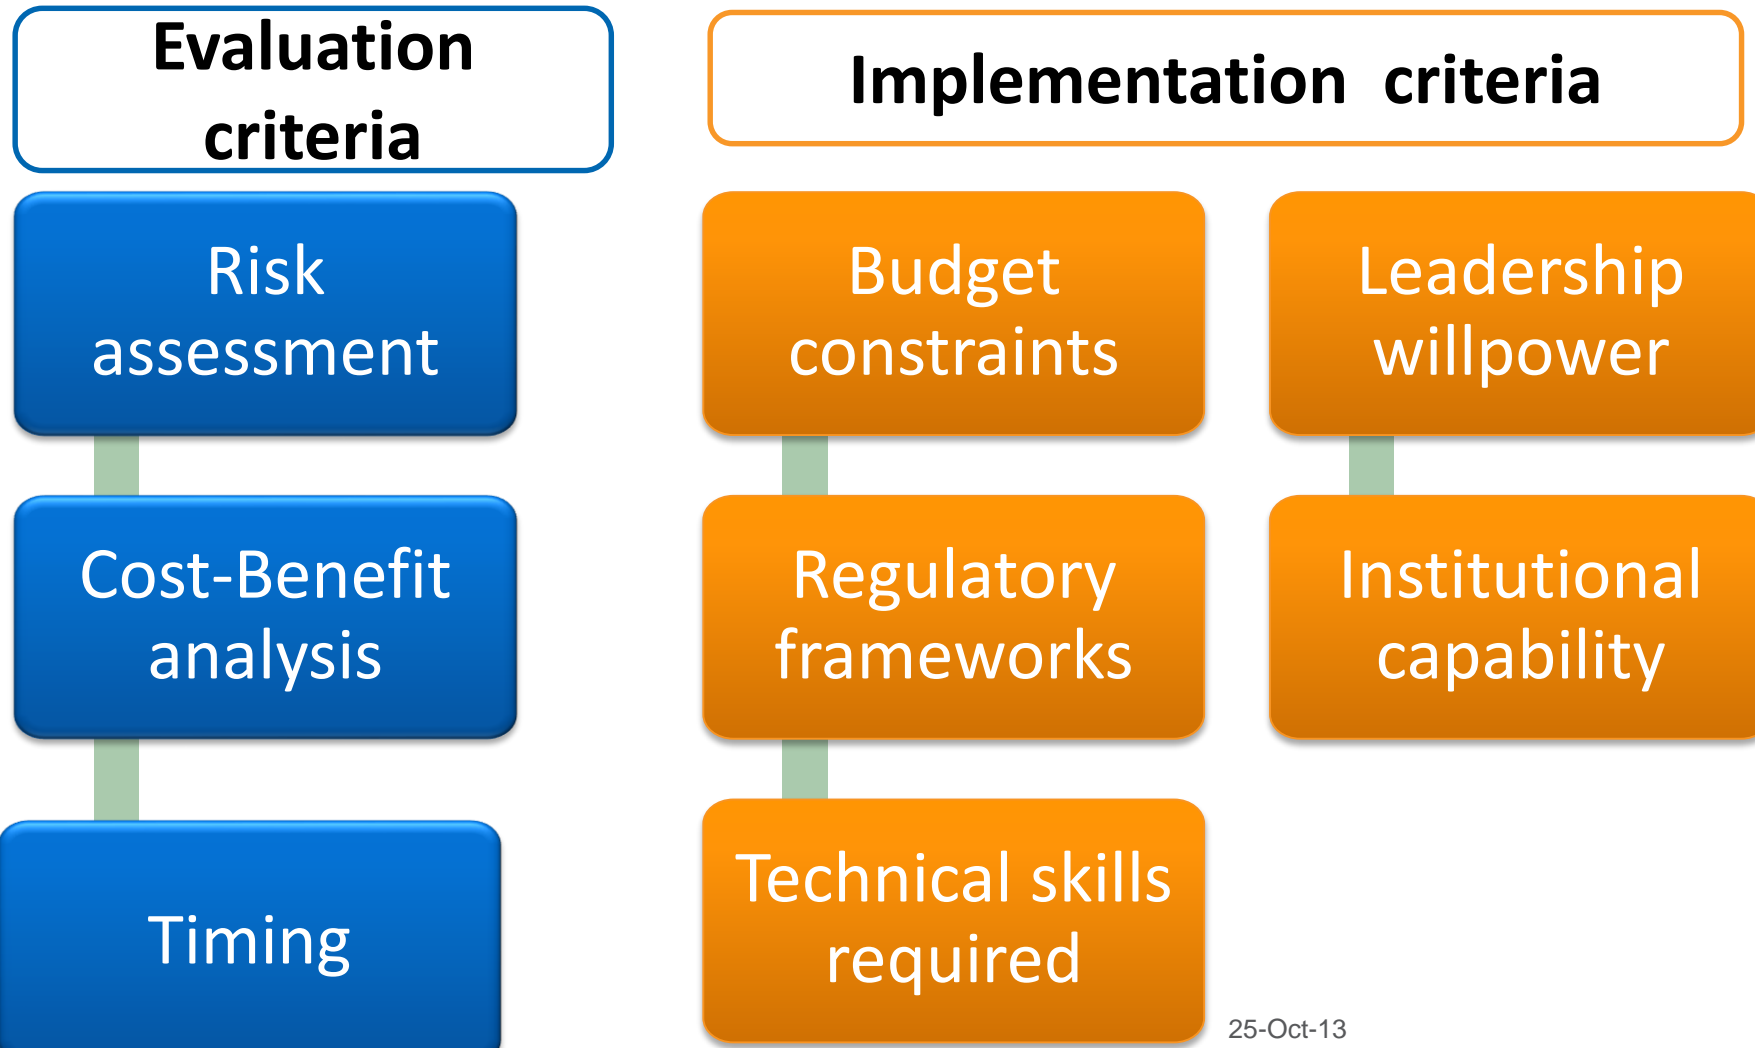 Evaluation
criteria
Risk
assessment
Cost-Benefit
analysis
Timing
Implementation criteria
Budget
constraints
Regulatory
frameworks
Technical skills
required
Leadership
willpower
Institutional
capability
25-Oct-13